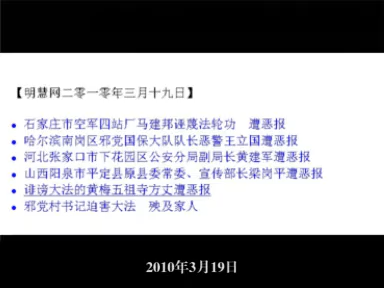 【明慧网二零一零年三月十九日】
• 石家庄市空军四站厂马建邦诬蔑法轮功 遭恶报
• 哈尔滨南岗区邪党国保大队队长恶警王立国遭恶报
• 河北张家口市下花园区公安分局副局长黄建军遭恶报
• 山西阳泉市平定县原县委常委、宣传部长梁岗平遭恶报
• 诽谤大法的黄梅五祖寺方丈遭恶报
• 邪党村书记迫害大法 殃及家人
2010年3月19日